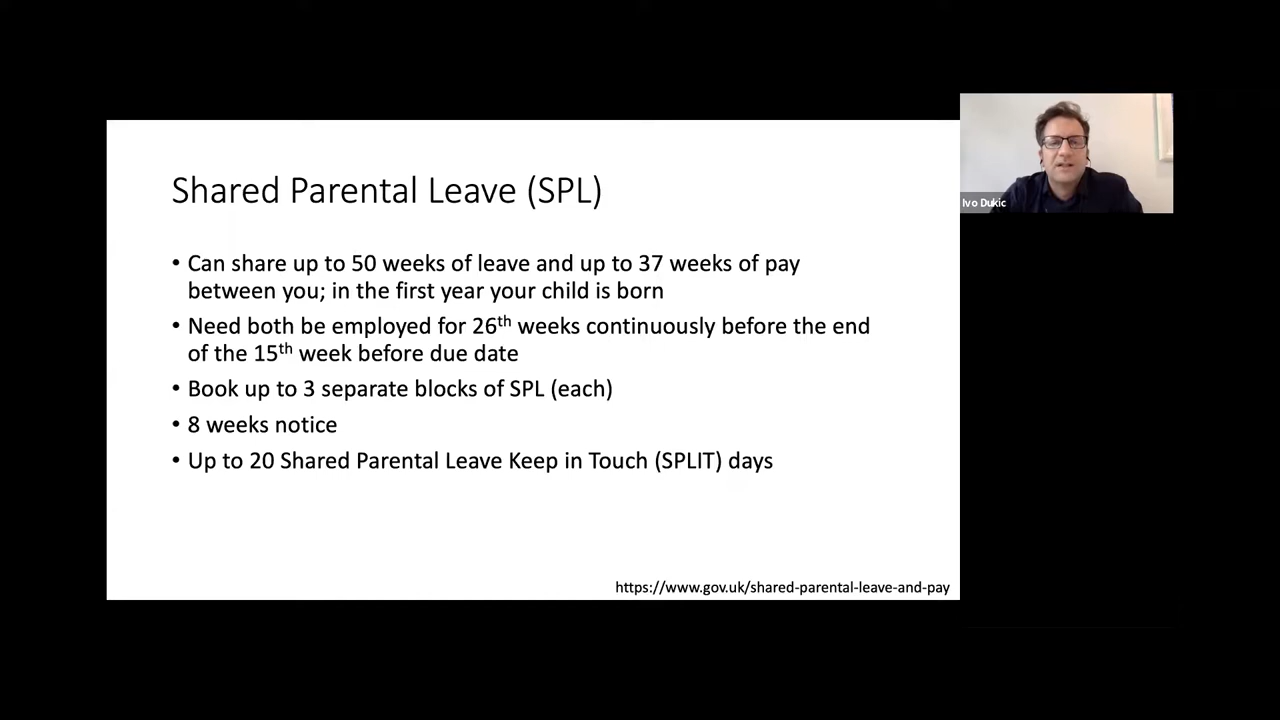 Shared Parental Leave (SPL)
• Can share up to 50 weeks of leave and up to 37 weeks of pay
between you; in the first year your child is born
• Need both be employed for 26th weeks continuously before the end
of the 15th week before due date
• Book up to 3 separate blocks of SPL (each)
• 8 weeks notice
• Up to 20 Shared Parental Leave Keep in Touch (SPLIT) days
https://www.gov.uk/shared-parental-leave-and-pay
Ivo Dukic